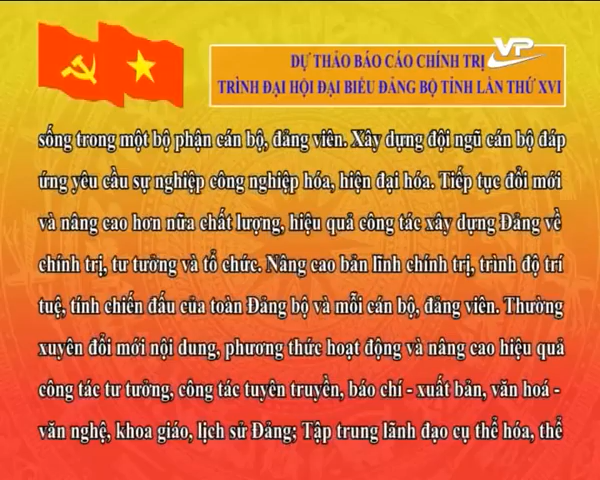 VP
DỰ THẢO BÁO CÁO CHÍNH TRỊ
TRÌNH ĐẠI HỘI ĐẠI BIỂU ĐẢNG BỘ TỈNH LẦN THỨ XVI
sống trong một bộ phận cán bộ, đảng viên. Xây dựng đội ngũ cán bộ đáp
ứng yêu cầu sự nghiệp công nghiệp hóa, hiện đại hóa. Tiếp tục đổi mới
và nâng cao hơn nữa chất lượng, hiệu quả công tác xây dựng Đảng về
chính trị, tư tưởng và tổ chức. Nâng cao bản lĩnh chính trị, trình độ trí
tuệ, tính chiến đấu của toàn Đảng bộ và mỗi cán bộ, đảng viên. Thường
xuyên đổi mới nội dung, phương thức hoạt động và nâng cao hiệu quả
công tác tư tưởng, công tác tuyên truyền, báo chí - xuất bản, văn hoá -
văn nghệ, khoa giáo, lịch sử Đảng; Tập trung lãnh đạo cụ thể hóa, thể